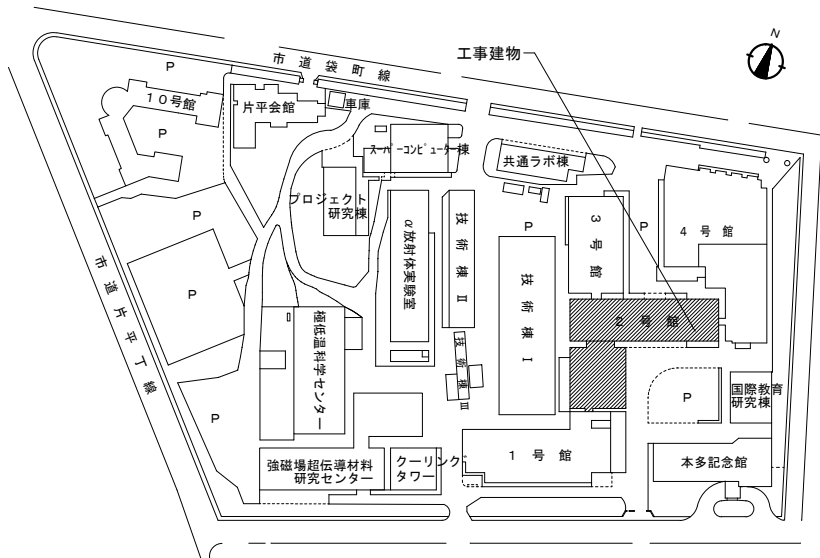 市道袋町線
工事建物
N
P
10号館
片平会館
車庫
P
スーパーコンピューター棟
共通ラボ棟
プロジェクト
研究棟
P
α放射体実験室
技術棟Ⅱ
P
3号館
P
4号館
市道片平丁線
P
技術棟Ⅰ
2号館
極低温科学センター
技術棟Ⅲ
P
国際教育
研究棟
P
強磁場超伝導材料
研究センター
クーリング
タワー
1号館
本多記念館